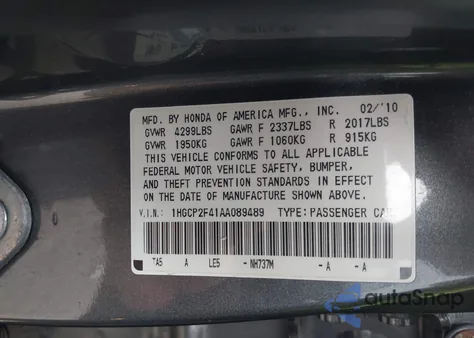 MFD. BY HONDA OF AMERICA MFG., INC. 02/'10
GVWR 4299LBS GAWR F 2337LBS R 2017LBS
GVWR 1950KG GAWR F 1060KG R 915KG
THIS VEHICLE CONFORMS TO ALL APPLICABLE
FEDERAL MOTOR VEHICLE SAFETY, BUMPER,
AND THEFT PREVENTION STANDARDS IN EFFECT
ON THE DATE OF MANUFACTURE SHOWN ABOVE.
V.I.N.: 1HGCP2F41AA089489 TYPE: PASSENGER CAR
TA5 A LE5 - NH737M -A -A
autoSnap